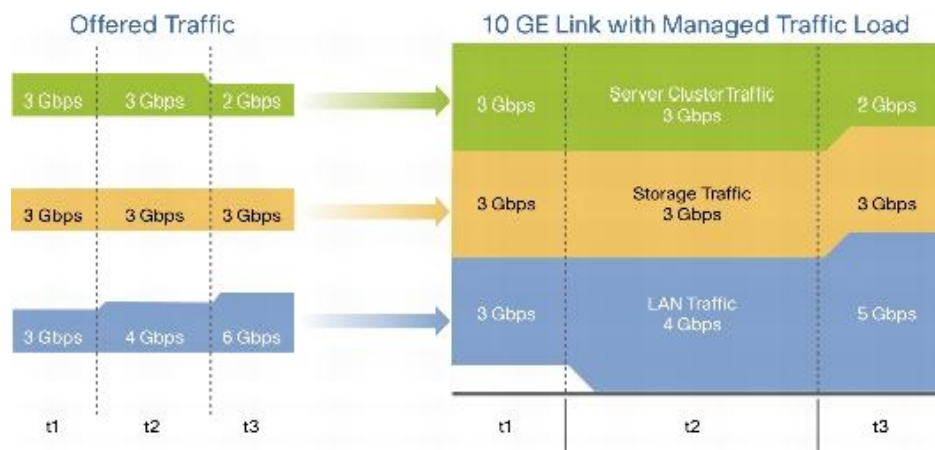 Offered Traffic
10 GE Link with Managed Traffic Load
3 Gbps
3 Gbps
2 Gbps
3 Gbps
Server ClusterTraffic
3 Gbps
2 Gbps
3 Gbps
3 Gbps
3 Gbps
3 Gbps
Storage Traffic
3 Gbps
3 Gbps
3 Gbps
4 Gbps
6 Gbps
3 Gbps
LAN Traffic
4 Gbps
5 Gbps
t1
t2
t3
t1
t2
t3